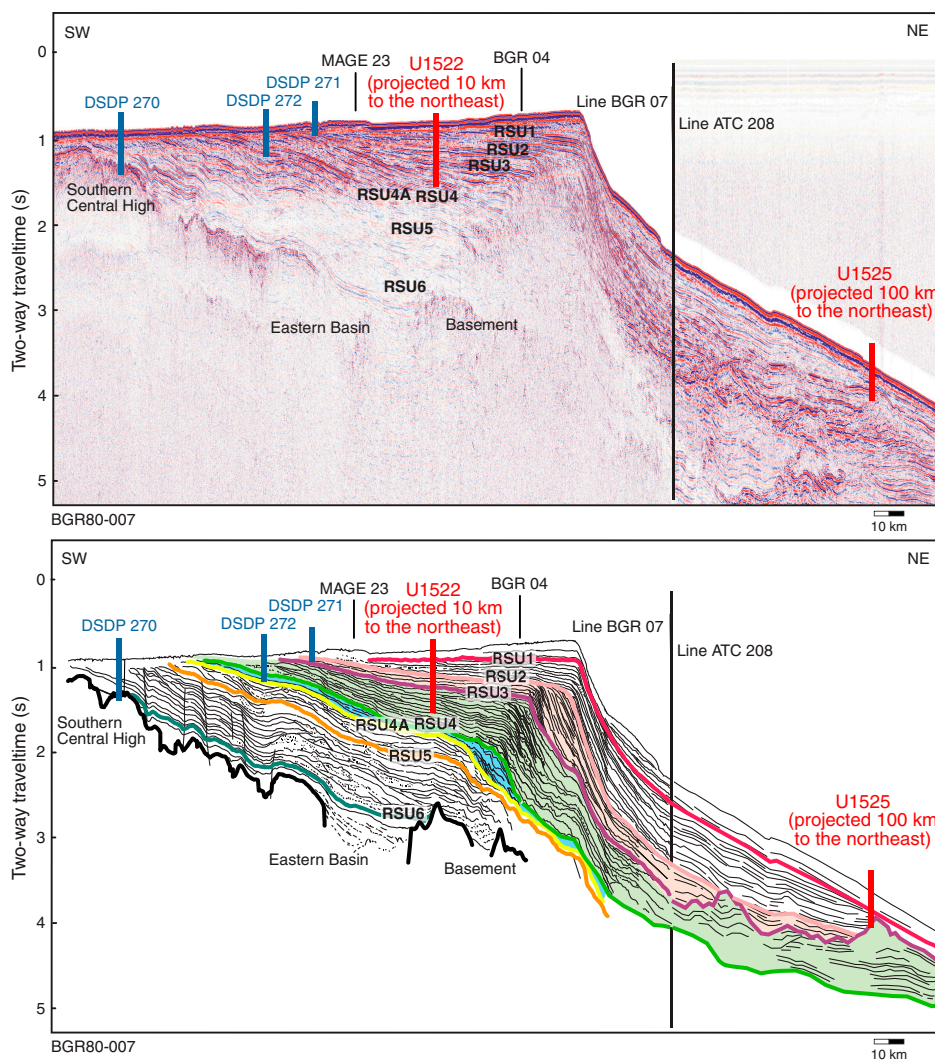 SW
NE
MAGE 23
U1522
(projected 10 km
to the northeast)
BGR 04
DSDP 270
DSDP 272
DSDP 271
Line BGR 07
Line ATC 208
RSU1
RSU2
RSU3
RSU4A
RSU4
RSU5
RSU6
Southern
Central High
Eastern Basin
Basement
U1525
(projected 100 km
to the northeast)
Two-way traveltime (s)
0
1
2
3
4
5
BGR80-007
10 km
SW
NE
MAGE 23
U1522
(projected 10 km
to the northeast)
BGR 04
DSDP 270
DSDP 272
DSDP 271
Line BGR 07
Line ATC 208
RSU1
RSU2
RSU3
RSU4A
RSU4
RSU5
RSU6
Southern
Central High
Eastern Basin
Basement
U1525
(projected 100 km
to the northeast)
Two-way traveltime (s)
0
1
2
3
4
5
BGR80-007
10 km